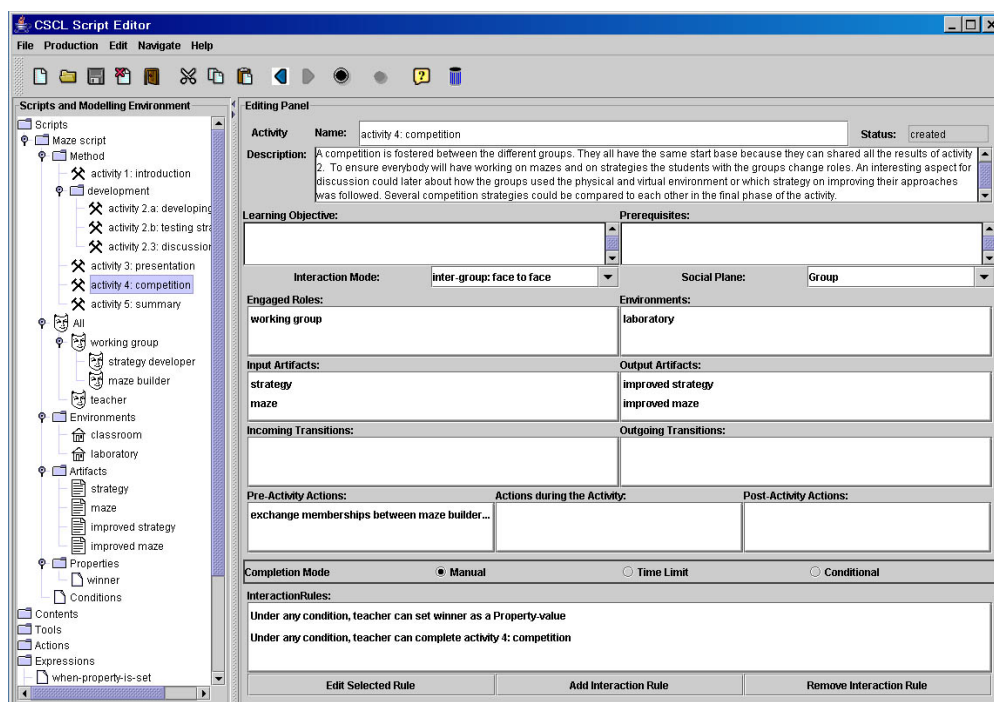 CSCL Script Editor
File Production Edit Navigate Help
Scripts and Modelling Environment
Scripts
Maze script
Method
activity 1: introduction
development
activity 2.a: developing
activity 2.b: testing stra
activity 2.3: discussion
activity 3: presentation
activity 4: competition
activity 5: summary
All
working group
strategy developer
maze builder
teacher
Environments
classroom
laboratory
Artifacts
strategy
maze
improved strategy
improved maze
Properties
winner
Conditions
Contents
Tools
Actions
Expressions
when-property-is-set
Editing Panel
Activity Name: activity 4: competition Status: created
Description: A competition is fostered between the different groups. They all have the same start base because they can shared all the results of activity
2. To ensure everybody will have working on mazes and on strategies the students with the groups change roles. An interesting aspect for
discussion could later about how the groups used the physical and virtual environment or which strategy on improving their approaches
was followed. Several competition strategies could be compared to each other in the final phase of the activity.
Learning Objective: Prerequisites:
Interaction Mode: inter-group: face to face Social Plane: Group
Engaged Roles: Environments:
working group laboratory
Input Artifacts: Output Artifacts:
strategy improved strategy
maze improved maze
Incoming Transitions: Outgoing Transitions:
Pre-Activity Actions: Actions during the Activity: Post-Activity Actions:
exchange memberships between maze builder...
Completion Mode Manual Time Limit Conditional
InteractionRules:
Under any condition, teacher can set winner as a Property-value
Under any condition, teacher can complete activity 4: competition
Edit Selected Rule Add Interaction Rule Remove Interaction Rule